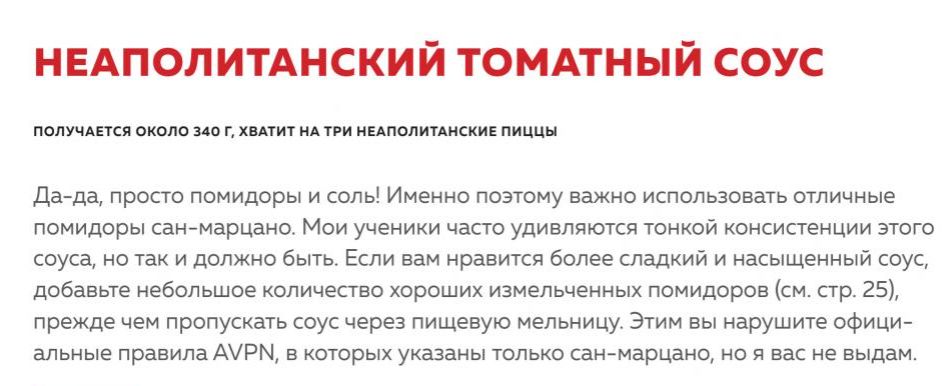 НЕАПОЛИТАНСКИЙ ТОМАТНЫЙ СОУС
ПОЛУЧАЕТСЯ ОКОЛО 340 Г, ХВАТИТ НА ТРИ НЕАПОЛИТАНСКИЕ ПИЦЦЫ
Да-да, просто помидоры и соль! Именно поэтому важно использовать отличные
помидоры сан-марцано. Мои ученики часто удивляются тонкой консистенции этого
соуса, но так и должно быть. Если вам нравится более сладкий и насыщенный соус,
добавьте небольшое количество хороших измельченных помидоров (см. стр. 25),
прежде чем пропускать соус через пищевую мельницу. Этим вы нарушите офици-
альные правила AVPN, в которых указаны только сан-марцано, но я вас не выдам.